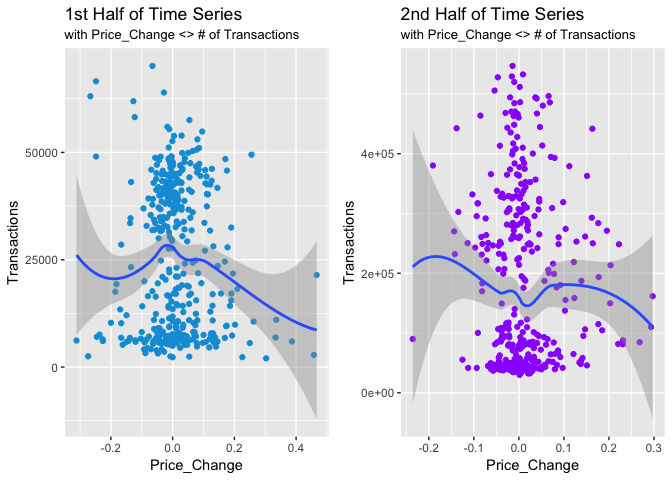 1st Half of Time Series
with Price_Change <> # of Transactions
50000
25000
0
Transactions
-0.2
0.0
0.2
0.4
Price_Change
2nd Half of Time Series
with Price_Change <> # of Transactions
4e+05
2e+05
0e+00
Transactions
-0.2
-0.1
0.0
0.1
0.2
0.3
Price_Change